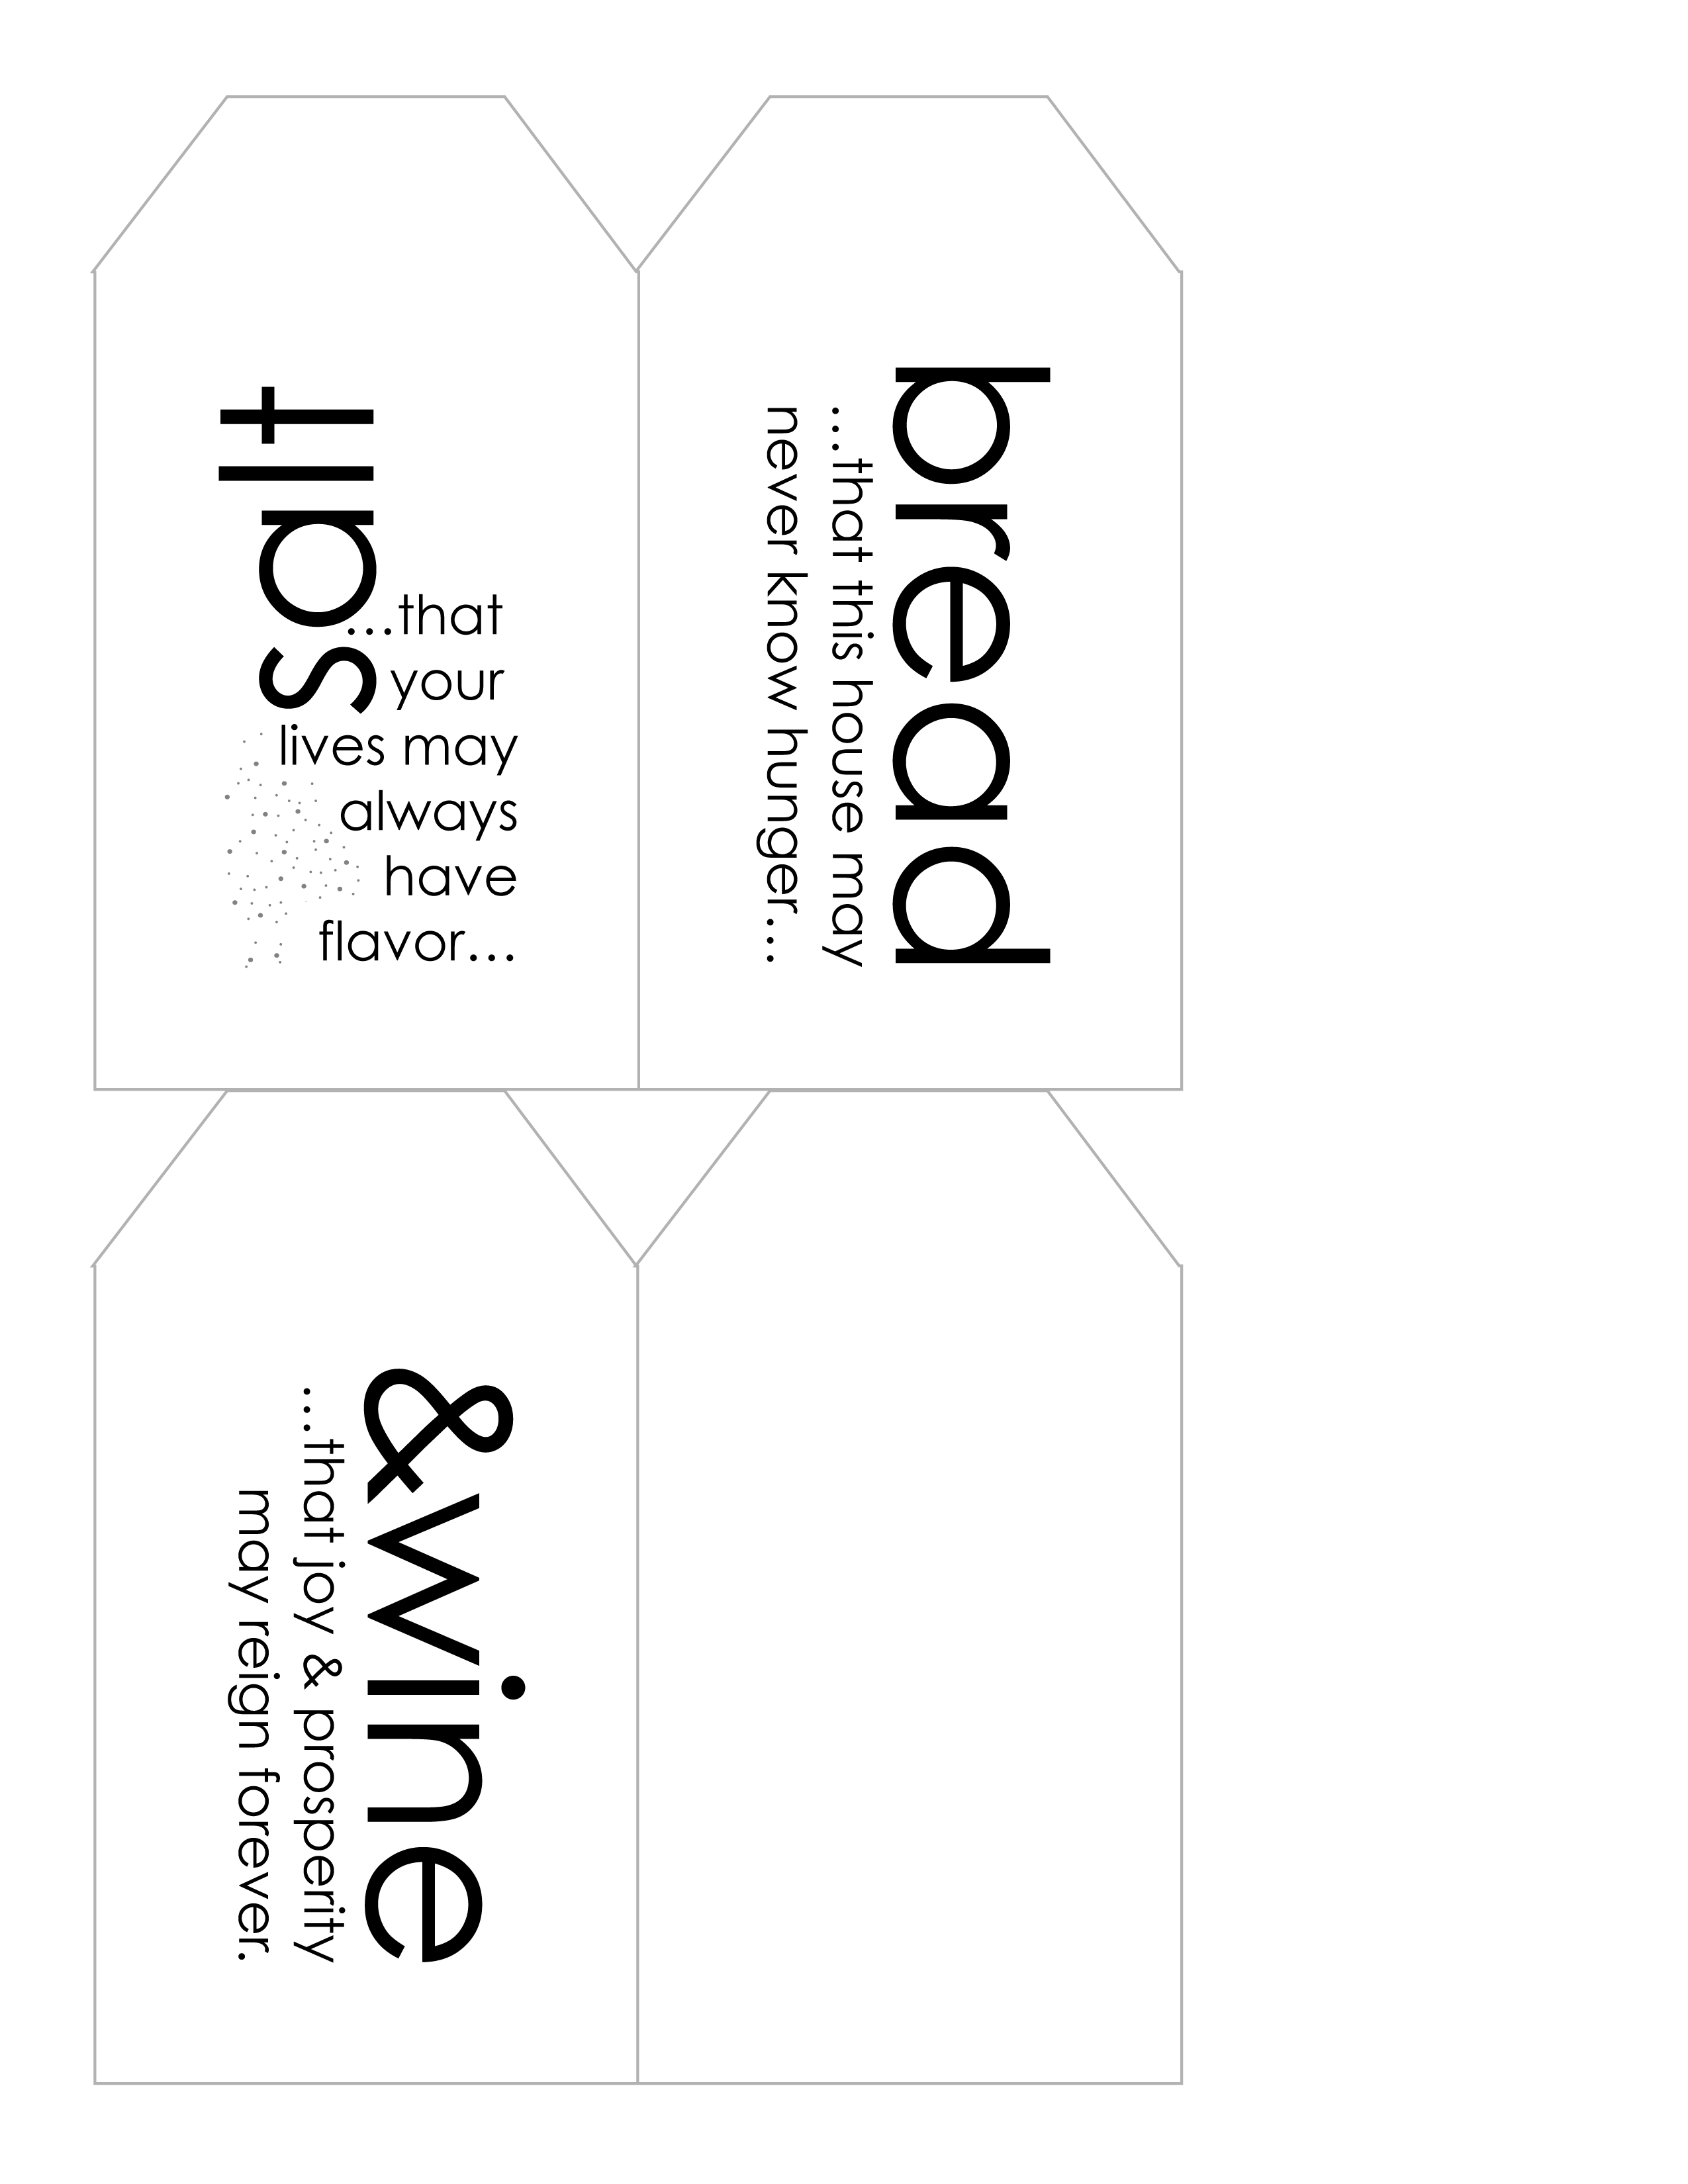 salt
...that
your
lives may
always
have
flavor...
bread
...that this house may
never know hunger...
&wine
...that joy & prosperity
may reign forever.